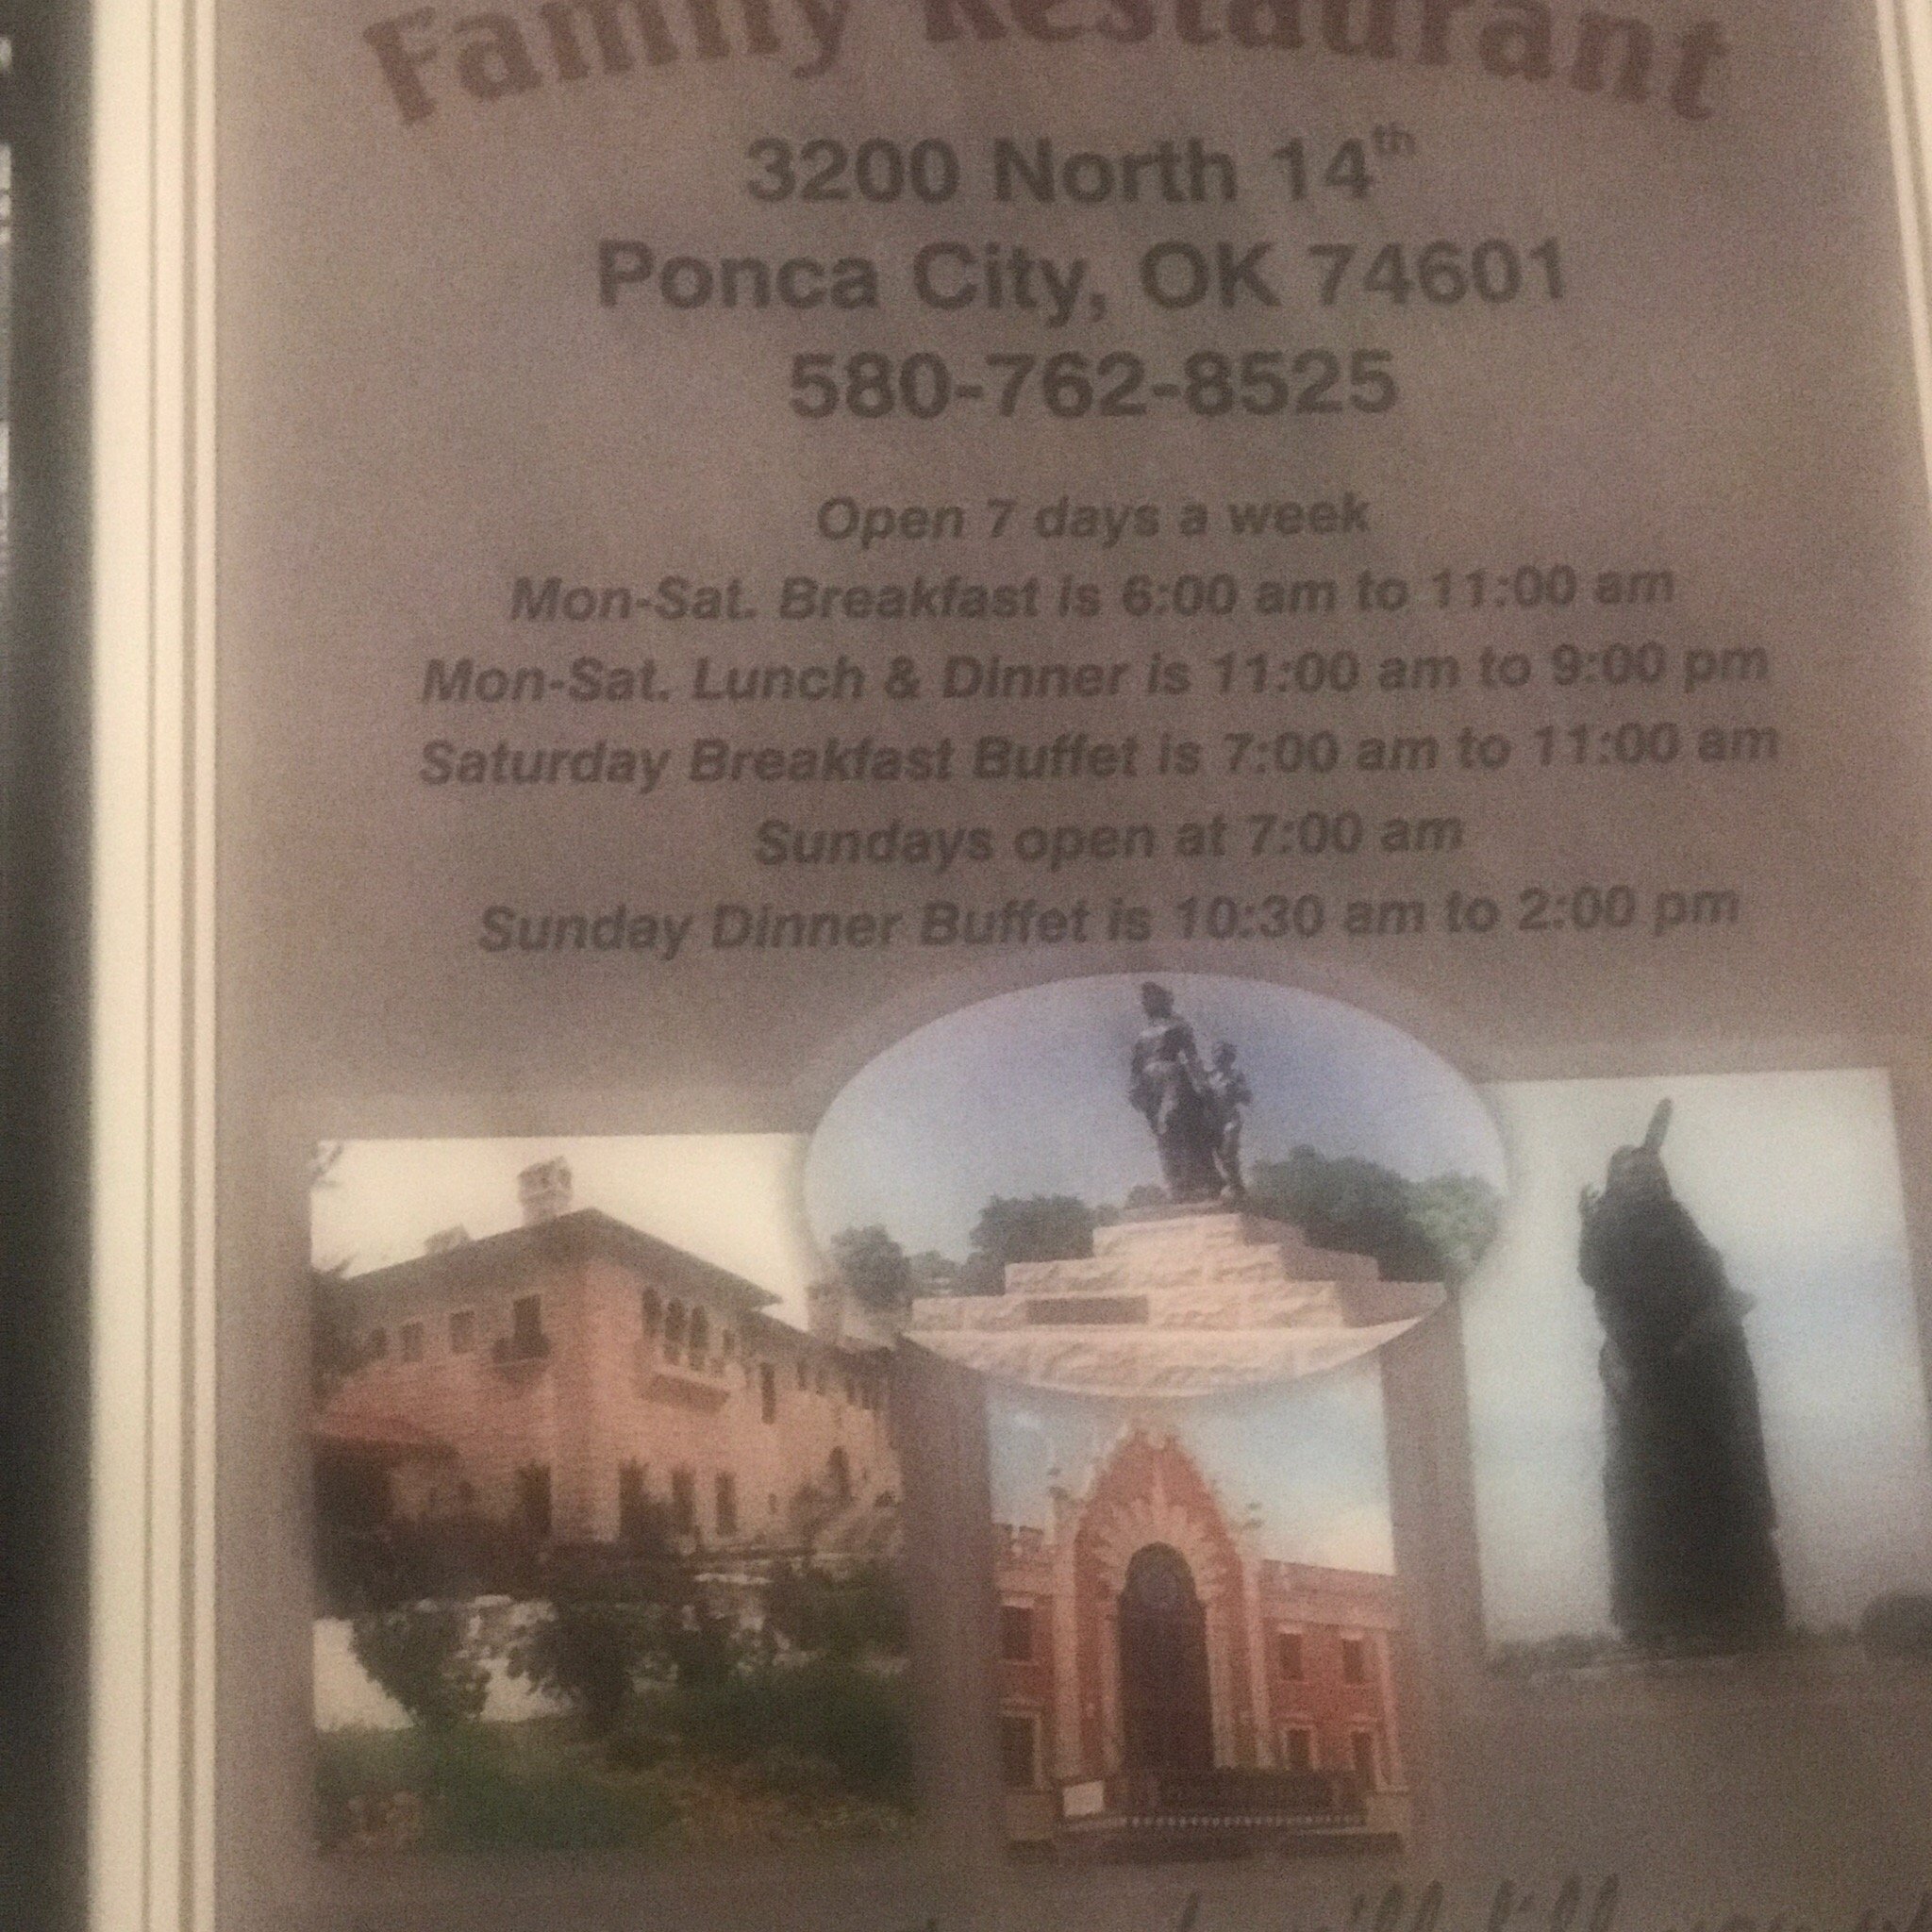 Family Restaurant
3200 North 14th
Ponca City, OK 74601
580-762-8525
Open 7 days a week
Mon-Sat. Breakfast is 6:00 am to 11:00 am
Mon-Sat. Lunch & Dinner is 11:00 am to 9:00 pm
Saturday Breakfast Buffet is 7:00 am to 11:00 am
Sundays open at 7:00 am
Sunday Dinner Buffet is 10:30 am to 2:00 pm